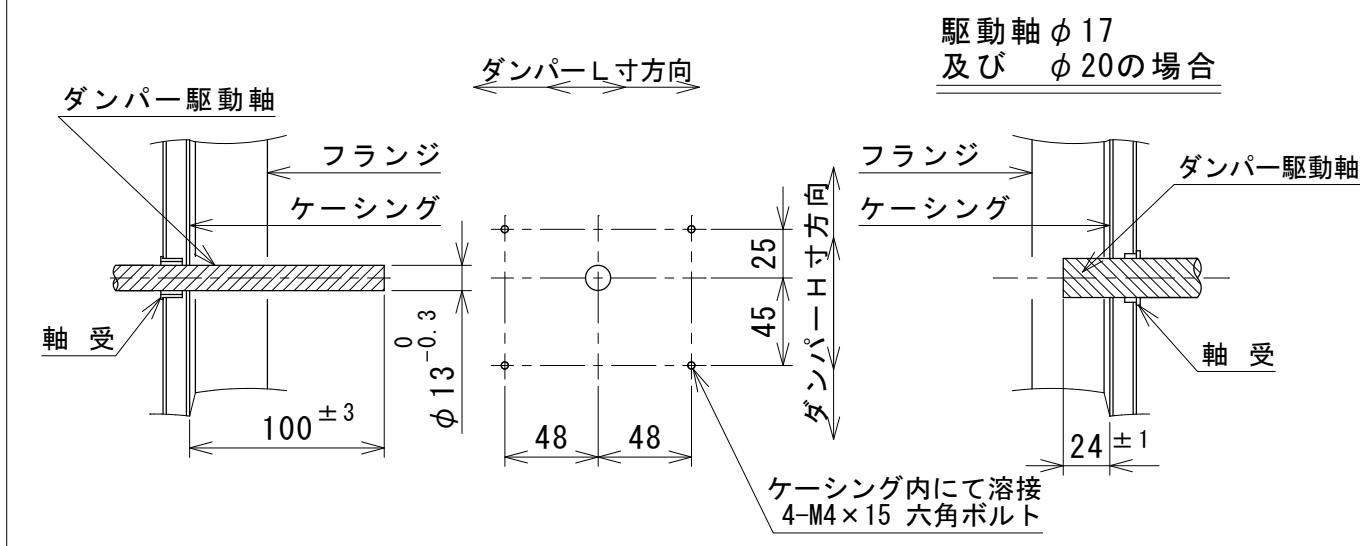 駆動軸φ17
及び φ20の場合
ダンパーL寸方向
ダンパー駆動軸
フランジ
ケーシング
軸 受
100±3
φ13 0 -0.3
25
45
ダンパーH寸方向
48
48
ケーシング内にて溶接
4-M4×15 六角ボルト
フランジ
ケーシング
ダンパー駆動軸
軸 受
24±1